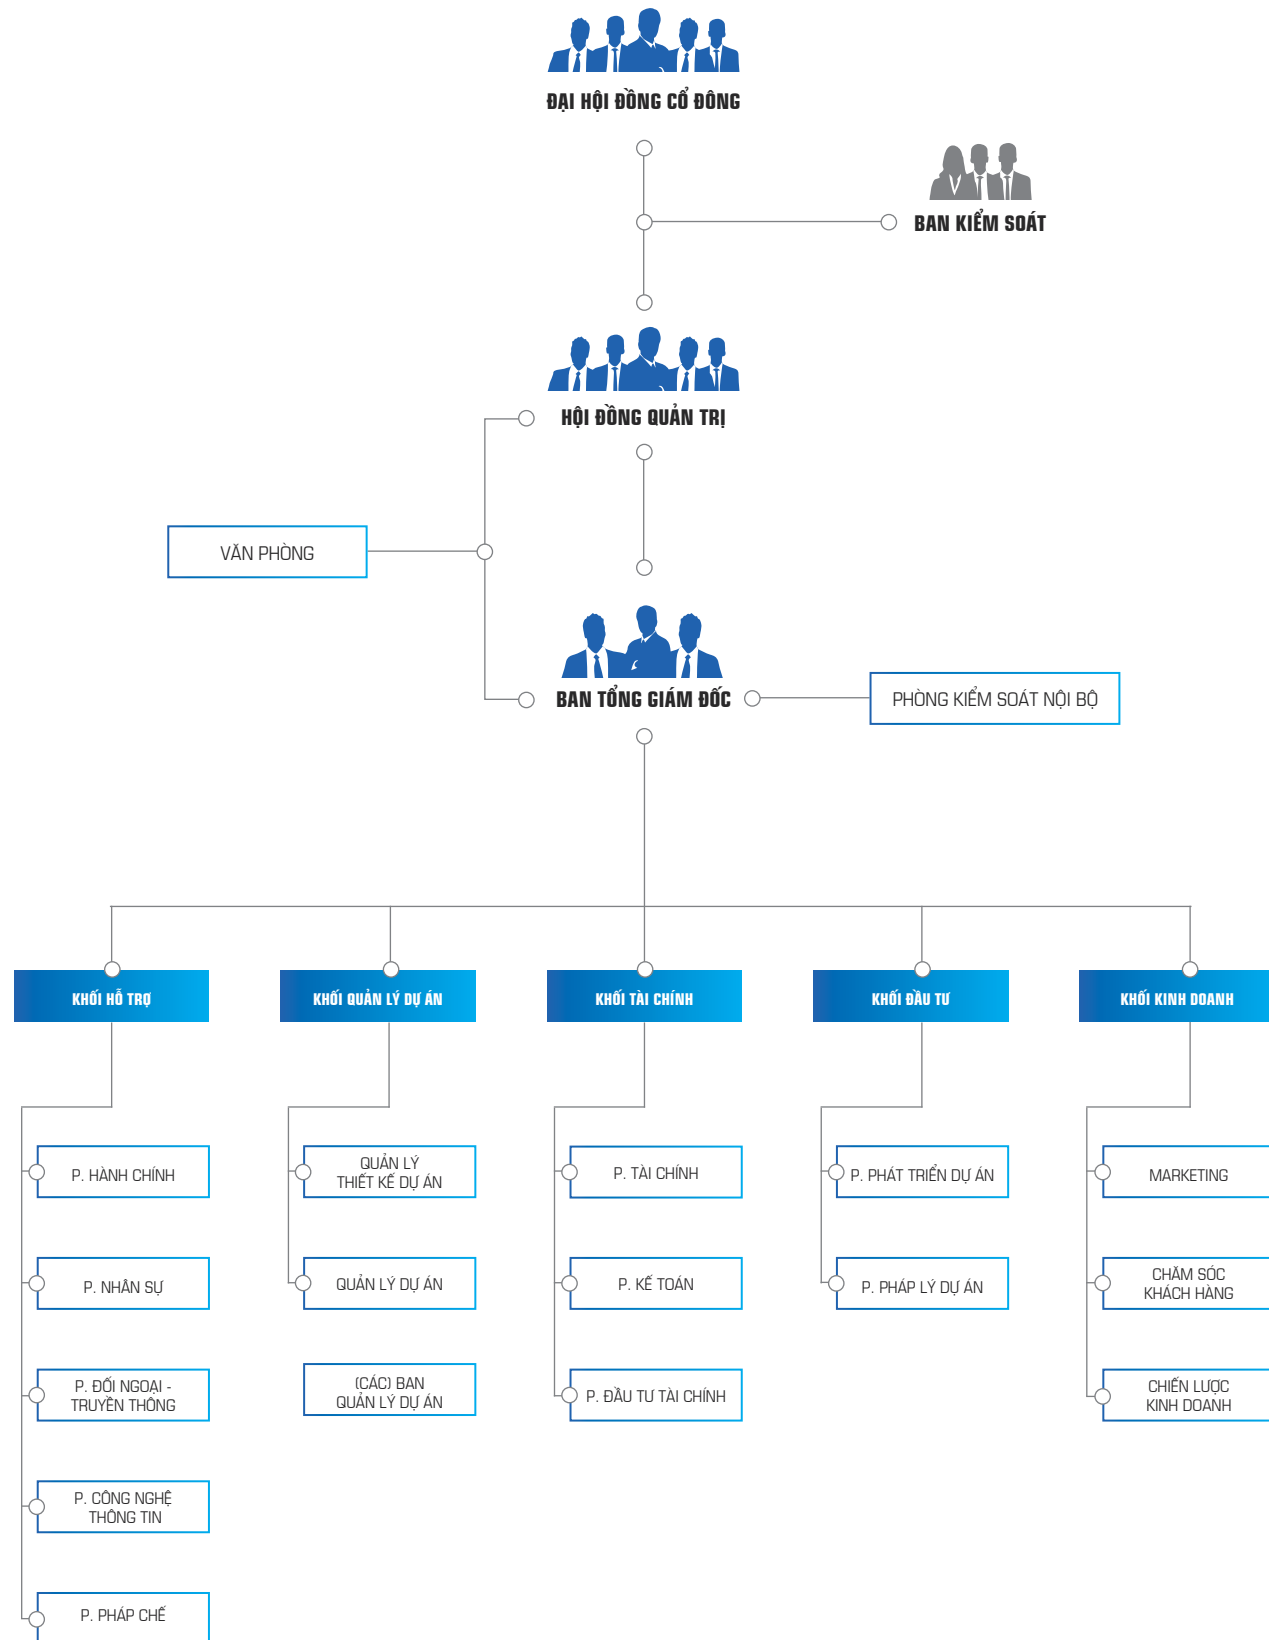 ĐẠI HỘI ĐỒNG CỔ ĐÔNG
BAN KIỂM SOÁT
HỘI ĐỒNG QUẢN TRỊ
VĂN PHÒNG
BAN TỔNG GIÁM ĐỐC
PHÒNG KIỂM SOÁT NỘI BỘ
KHỐI HỖ TRỢ
KHỐI QUẢN LÝ DỰ ÁN
KHỐI TÀI CHÍNH
KHỐI ĐẦU TƯ
KHỐI KINH DOANH
P. HÀNH CHÍNH
P. NHÂN SỰ
P. ĐỐI NGOẠI -
TRUYỀN THÔNG
P. CÔNG NGHỆ
THÔNG TIN
P. PHÁP CHẾ
QUẢN LÝ
THIẾT KẾ DỰ ÁN
QUẢN LÝ DỰ ÁN
(CÁC) BAN
QUẢN LÝ DỰ ÁN
P. TÀI CHÍNH
P. KẾ TOÁN
P. ĐẦU TƯ TÀI CHÍNH
P. PHÁT TRIỂN DỰ ÁN
P. PHÁP LÝ DỰ ÁN
MARKETING
CHĂM SÓC
KHÁCH HÀNG
CHIẾN LƯỢC
KINH DOANH